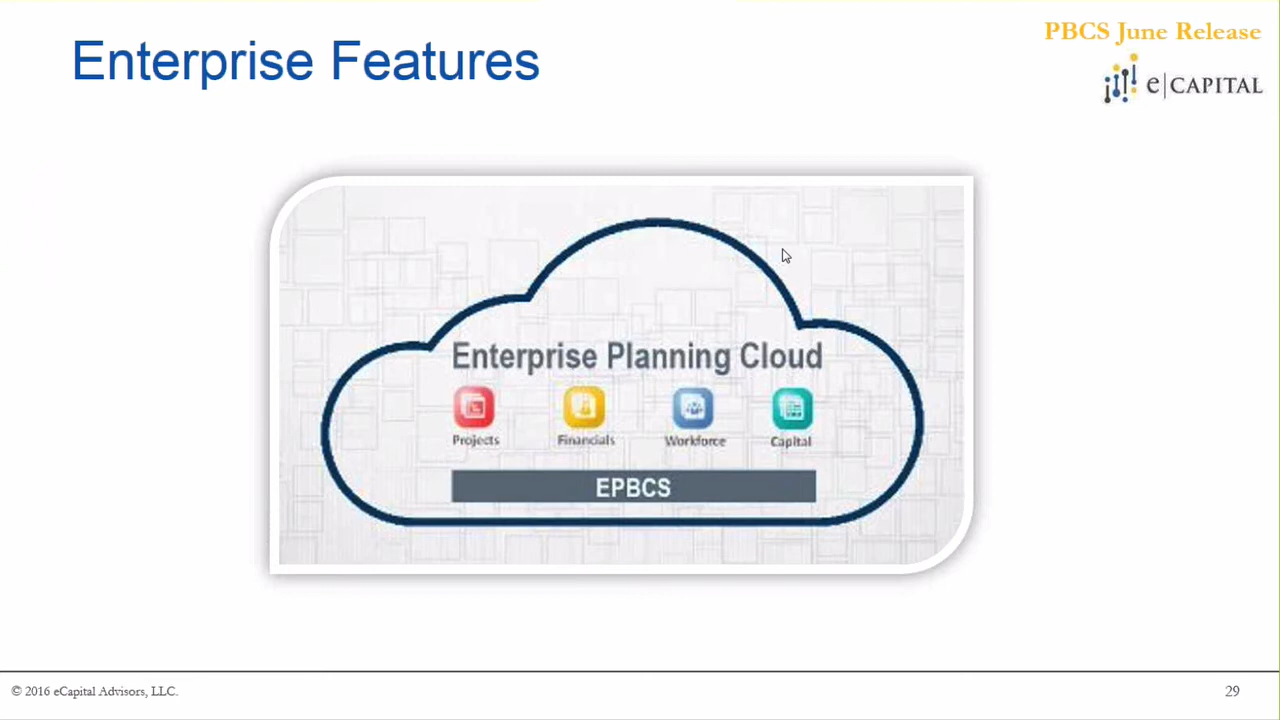 PBCS June Release
Enterprise Features
e|CAPITAL
Enterprise Planning Cloud
Projects Financials Workforce Capital
EPBCS
© 2016 eCapital Advisors, LLC.
29